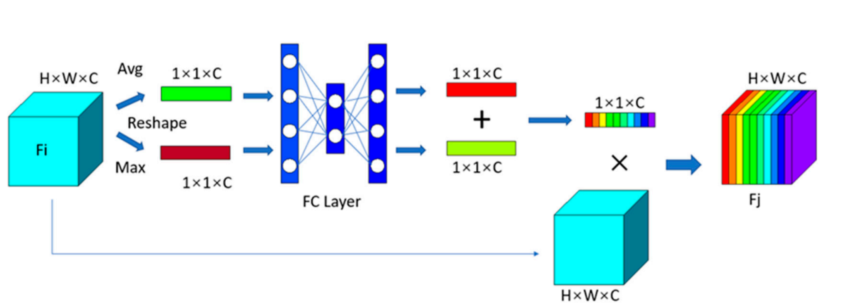 H×W×C
Fi
Avg
Reshape
Max
1×1×C
1×1×C
FC Layer
1×1×C
+
1×1×C
1×1×C
×
H×W×C
H×W×C
Fj